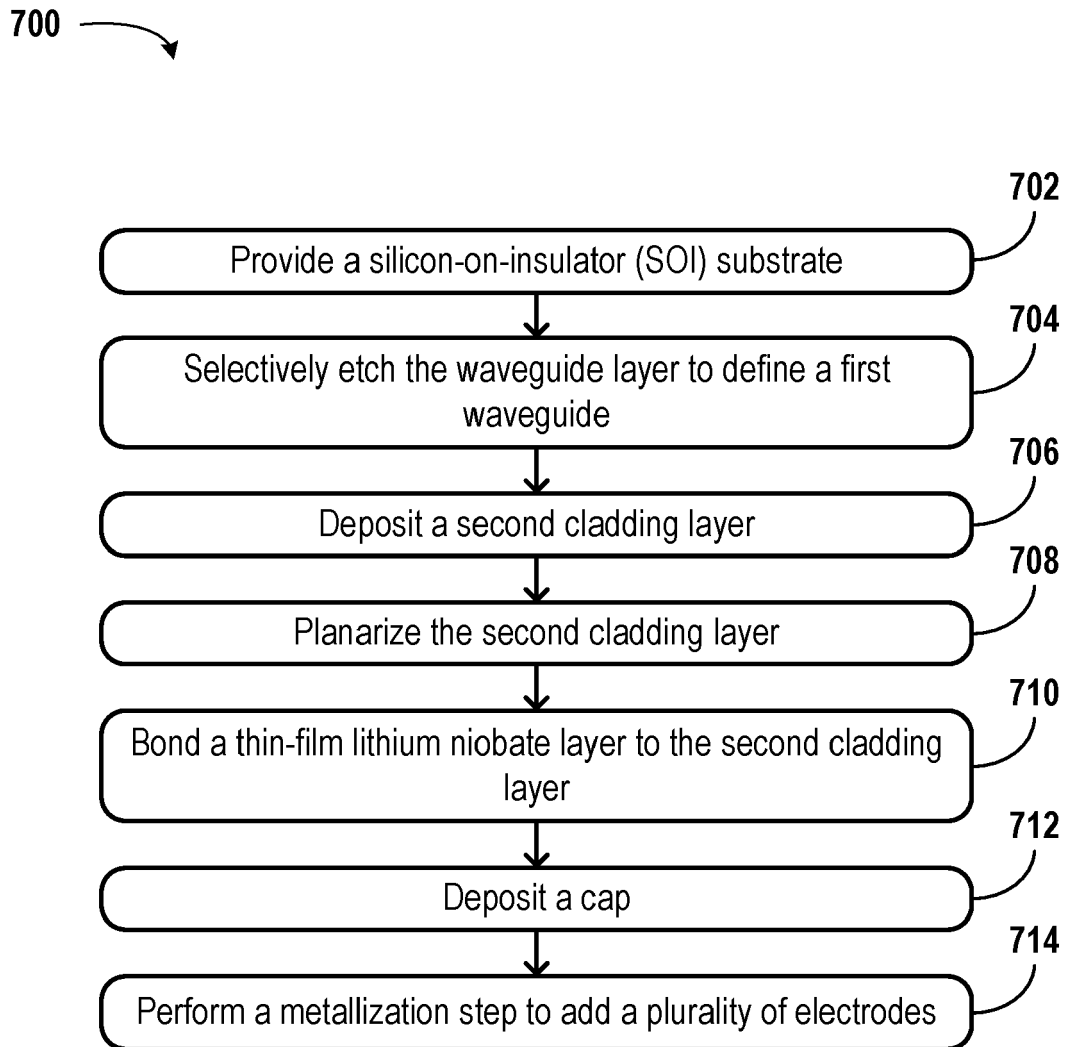 700
702
Provide a silicon-on-insulator (SOI) substrate
704
Selectively etch the waveguide layer to define a first
waveguide
706
Deposit a second cladding layer
708
Planarize the second cladding layer
710
Bond a thin-film lithium niobate layer to the second cladding
layer
712
Deposit a cap
714
Perform a metallization step to add a plurality of electrodes